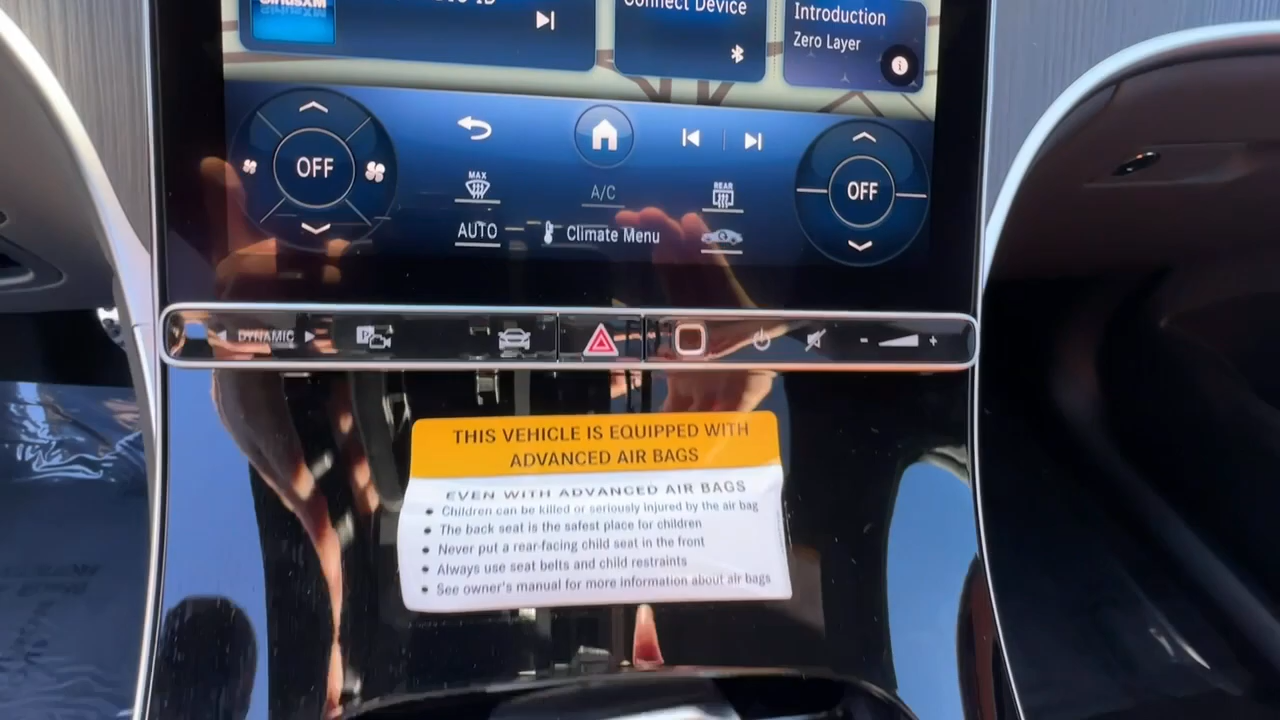 SiriusXM
Connect Device
Introduction
Zero Layer
OFF
MAX
A/C
REAR
OFF
AUTO
Climate Menu
DYNAMIC
P
- +
THIS VEHICLE IS EQUIPPED WITH
ADVANCED AIR BAGS
EVEN WITH ADVANCED AIR BAGS
• Children can be killed or seriously injured by the air bag
• The back seat is the safest place for children
• Never put a rear-facing child seat in the front
• Always use seat belts and child restraints
• See owner's manual for more information about air bags